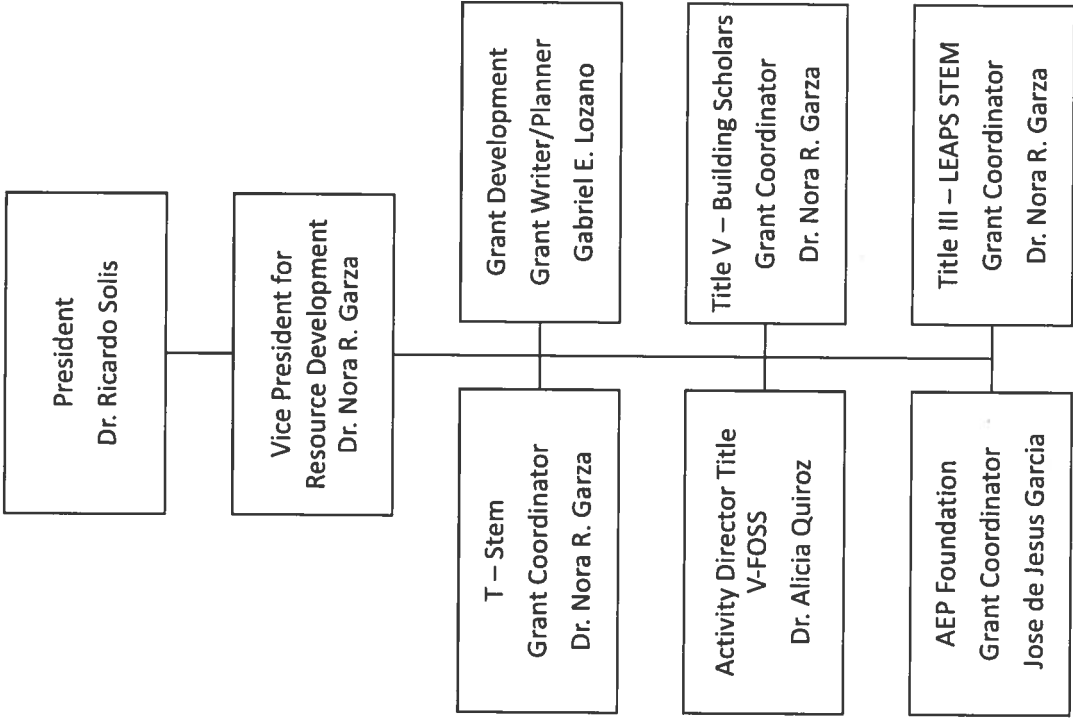 President
Dr. Ricardo Solis
Vice President for
Resource Development
Dr. Nora R. Garza
T – Stem
Grant Coordinator
Dr. Nora R. Garza
Grant Development
Grant Writer/Planner
Gabriel E. Lozano
Activity Director Title
V-FOSS
Dr. Alicia Quiroz
Title V – Building Scholars
Grant Coordinator
Dr. Nora R. Garza
AEP Foundation
Grant Coordinator
Jose de Jesus Garcia
Title III – LEAPS STEM
Grant Coordinator
Dr. Nora R. Garza